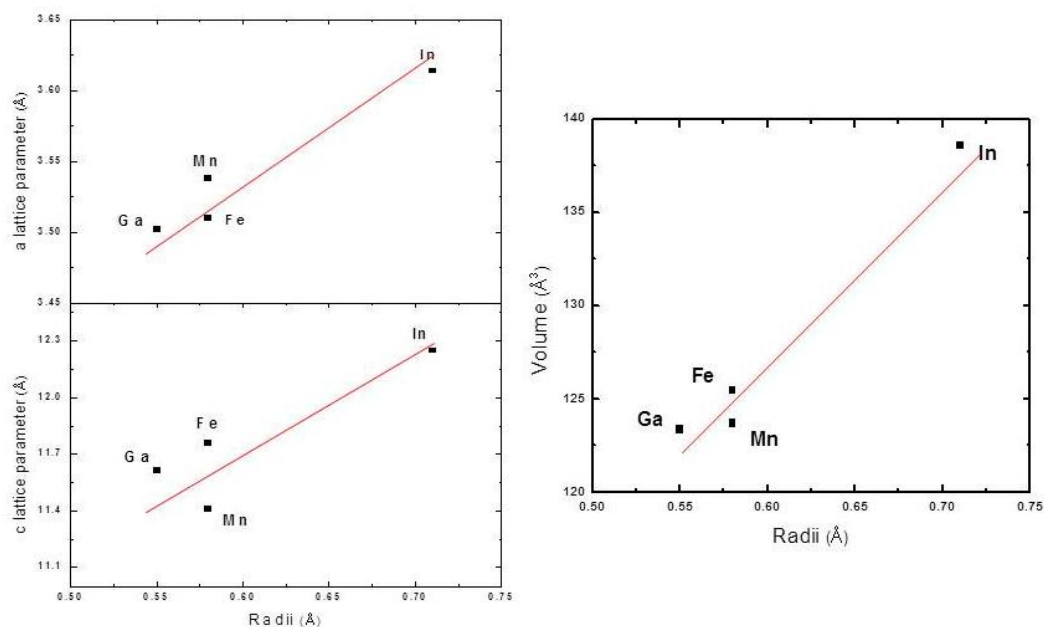 3.65
3.60
3.55
3.50
3.45
a lattice parameter (Å)
In
Mn
Ga
Fe
12.3
12.0
11.7
11.4
11.1
c lattice parameter (Å)
In
Fe
Ga
Mn
0.50 0.55 0.60 0.65 0.70 0.75
Radii (Å)
140
135
130
125
120
Volume (Å³)
In
Fe
Ga
Mn
0.50 0.55 0.60 0.65 0.70 0.75
Radii (Å)